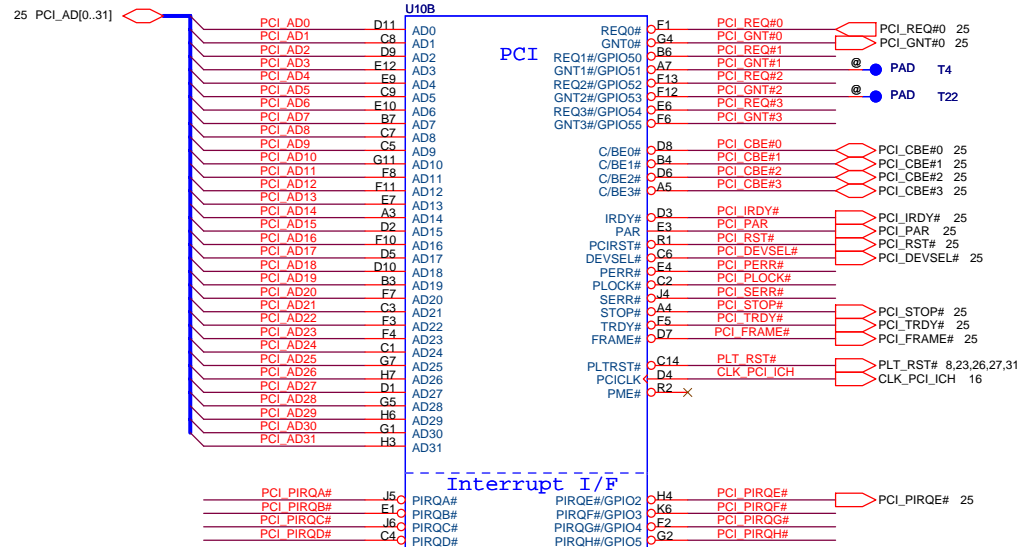 U10B
25 PCI_AD[0..31]
PCI
PCI_AD0 D11 AD0 REQ0# F1 PCI_REQ#0 PCI_REQ#0 25
PCI_AD1 C8 AD1 GNT0# G4 PCI_GNT#0 PCI_GNT#0 25
PCI_AD2 D9 AD2 REQ1#/GPIO50 B6 PCI_REQ#1
PCI_AD3 E12 AD3 GNT1#/GPIO51 A7 PCI_GNT#1 @ PAD T4
PCI_AD4 E9 AD4 REQ2#/GPIO52 F13 PCI_REQ#2
PCI_AD5 C9 AD5 GNT2#/GPIO53 F12 PCI_GNT#2 @ PAD T22
PCI_AD6 E10 AD6 REQ3#/GPIO54 E6 PCI_REQ#3
PCI_AD7 B7 AD7 GNT3#/GPIO55 F6 PCI_GNT#3
PCI_AD8 C7 AD8
PCI_AD9 C5 AD9 C/BE0# D8 PCI_CBE#0 PCI_CBE#0 25
PCI_AD10 G11 AD10 C/BE1# B4 PCI_CBE#1 PCI_CBE#1 25
PCI_AD11 F8 AD11 C/BE2# D6 PCI_CBE#2 PCI_CBE#2 25
PCI_AD12 F11 AD12 C/BE3# A5 PCI_CBE#3 PCI_CBE#3 25
PCI_AD13 E7 AD13
PCI_AD14 A3 AD14 IRDY# D3 PCI_IRDY# PCI_IRDY# 25
PCI_AD15 D2 AD15 PAR E3 PCI_PAR PCI_PAR 25
PCI_AD16 F10 AD16 PCIRST# R1 PCI_RST# PCI_RST# 25
PCI_AD17 D5 AD17 DEVSEL# C6 PCI_DEVSEL# PCI_DEVSEL# 25
PCI_AD18 D10 AD18 PERR# E4 PCI_PERR#
PCI_AD19 B3 AD19 PLOCK# C2 PCI_PLOCK#
PCI_AD20 F7 AD20 SERR# J4 PCI_SERR#
PCI_AD21 C3 AD21 STOP# A4 PCI_STOP# PCI_STOP# 25
PCI_AD22 F3 AD22 TRDY# F5 PCI_TRDY# PCI_TRDY# 25
PCI_AD23 F4 AD23 FRAME# D7 PCI_FRAME# PCI_FRAME# 25
PCI_AD24 C1 AD24
PCI_AD25 G7 AD25 PLTRST# C14 PLT_RST# PLT_RST# 8,23,26,27,31
PCI_AD26 H7 AD26 PCICLK D4 CLK_PCI_ICH CLK_PCI_ICH 16
PCI_AD27 D1 AD27 PME# R2
PCI_AD28 G5 AD28
PCI_AD29 H6 AD29
PCI_AD30 G1 AD30
PCI_AD31 H3 AD31
Interrupt I/F
PCI_PIRQA# J5 PIRQA# PIRQE#/GPIO2 H4 PCI_PIRQE# PCI_PIRQE# 25
PCI_PIRQB# E1 PIRQB# PIRQF#/GPIO3 K6 PCI_PIRQF#
PCI_PIRQC# J6 PIRQC# PIRQG#/GPIO4 F2 PCI_PIRQG#
PCI_PIRQD# C4 PIRQD# PIRQH#/GPIO5 G2 PCI_PIRQH#